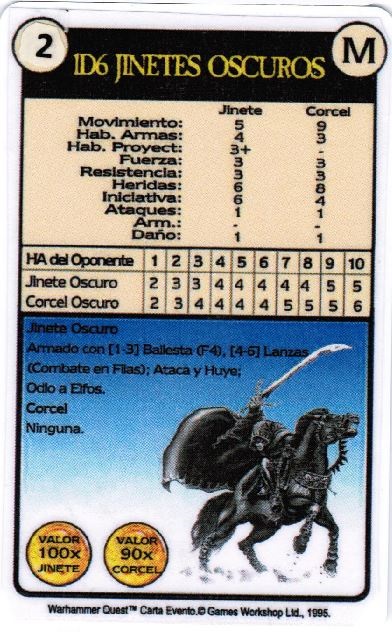 2
1D6 JINETES OSCUROS
M
Jinete Corcel
Movimiento: 5 9
Hab. Armas: 4 3
Hab. Proyect: 3+ -
Fuerza: 3 3
Resistencia: 3 3
Heridas: 6 8
Iniciativa: 6 4
Ataques: 1 1
Arm.: - -
Daño: 1 1
HA del Oponente 1 2 3 4 5 6 7 8 9 10
Jinete Oscuro 2 3 3 4 4 4 4 4 5 5
Corcel Oscuro 2 3 4 4 4 4 5 5 5 6
Jinete Oscuro
Armado con [1-3] Ballesta (F4), [4-6] Lanzas
(Combate en Filas); Ataca y Huye;
Odio a Elfos.
Corcel
Ninguna.
VALOR
100x
JINETE
VALOR
90x
CORCEL
Warhammer Quest™ Carta Evento.© Games Workshop Ltd., 1995.